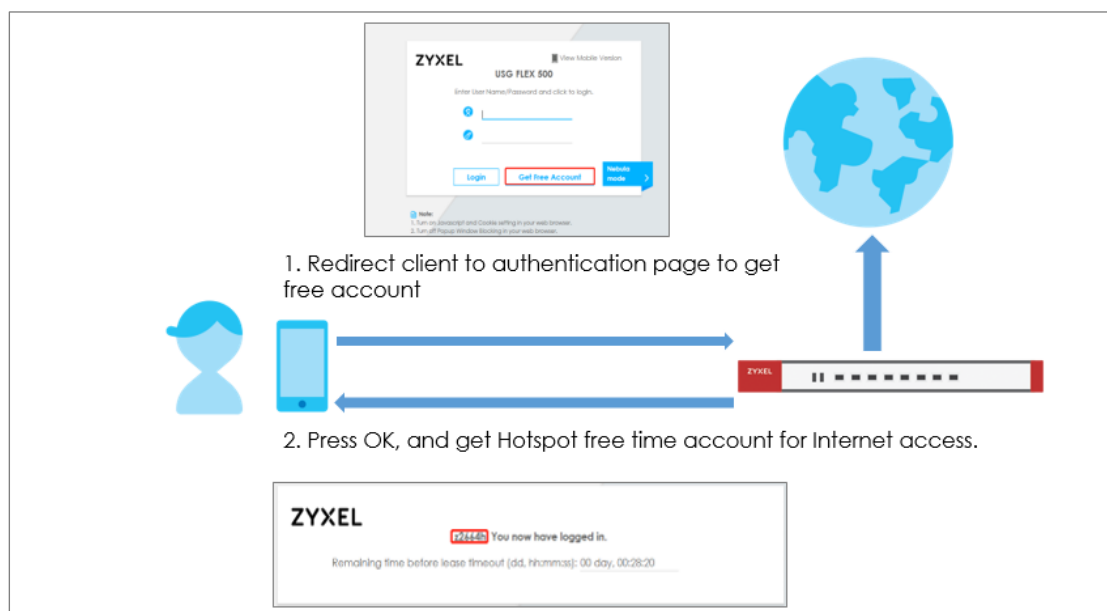 ZYXEL
View Mobile Version
USG FLEX 500
Enter User Name/Password and click to login.
Login
Get Free Account
Nebula
mode
Note:
1. Turn on Javascript and Cookie setting in your web browser.
2. Turn off Popup Window Blocking in your web browser.
1. Redirect client to authentication page to get
free account
ZYXEL
2. Press OK, and get Hotspot free time account for Internet access.
ZYXEL
z2664h You now have logged in.
Remaining time before lease timeout (dd, hh:mm:ss): 00 day, 00:28:20